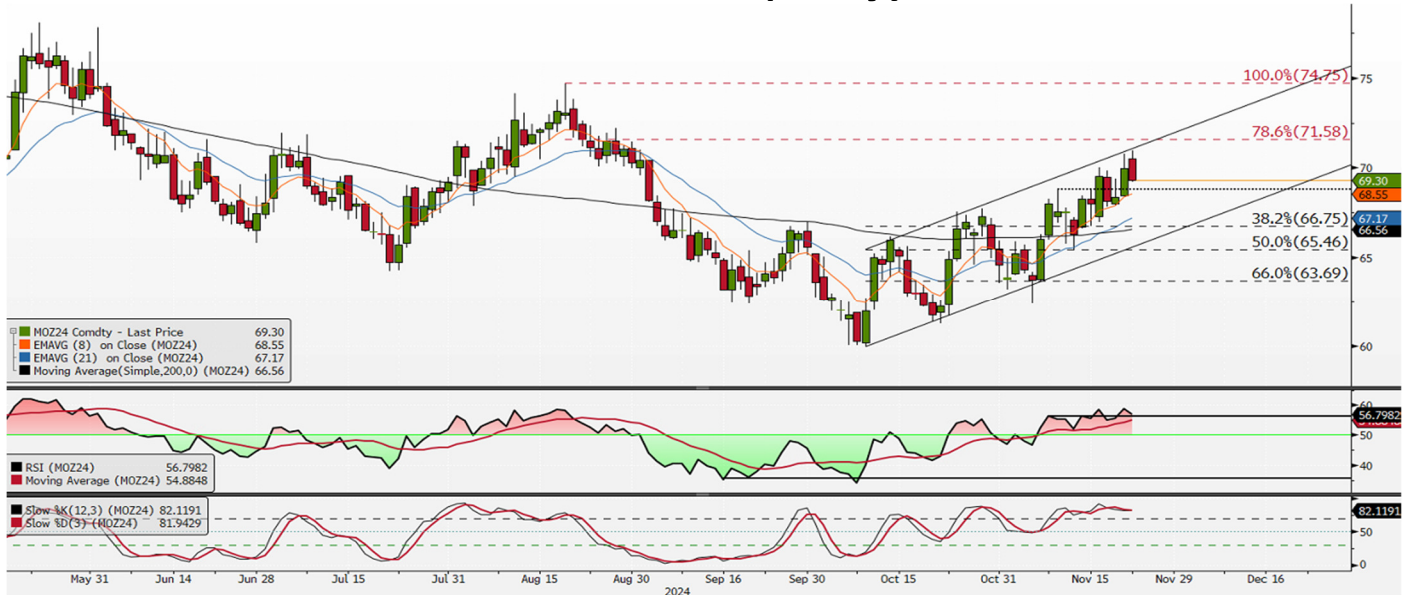 100.0%(74.75)
78.6%(71.58)
38.2%(66.75)
50.0%(65.46)
66.0%(63.69)
75
70
65
60
69.30
68.55
67.17
66.56
MOZ24 Comdty - Last Price 69.30
EMAVG (8) on Close (MOZ24) 68.55
EMAVG (21) on Close (MOZ24) 67.17
Moving Average(Simple,200,0) (MOZ24) 66.56
60
56.7982
50
40
RSI (MOZ24) 56.7982
Moving Average (MOZ24) 54.8848
Slow %K(12,3) (MOZ24) 82.1191
Slow %D(3) (MOZ24) 81.9429
82.1191
50
0
May 31 Jun 14 Jun 28 Jul 15 Jul 31 Aug 15 Aug 30 Sep 16 Sep 30 Oct 15 Oct 31 Nov 15 Nov 29 Dec 16
2024